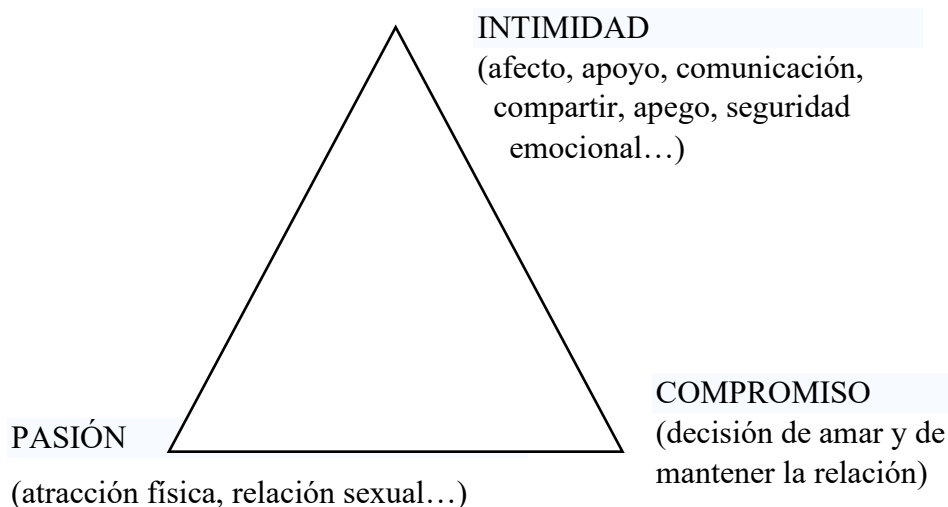 INTIMIDAD
(afecto, apoyo, comunicación,
compartir, apego, seguridad
emocional…)
PASIÓN
(atracción física, relación sexual…)
COMPROMISO
(decisión de amar y de
mantener la relación)